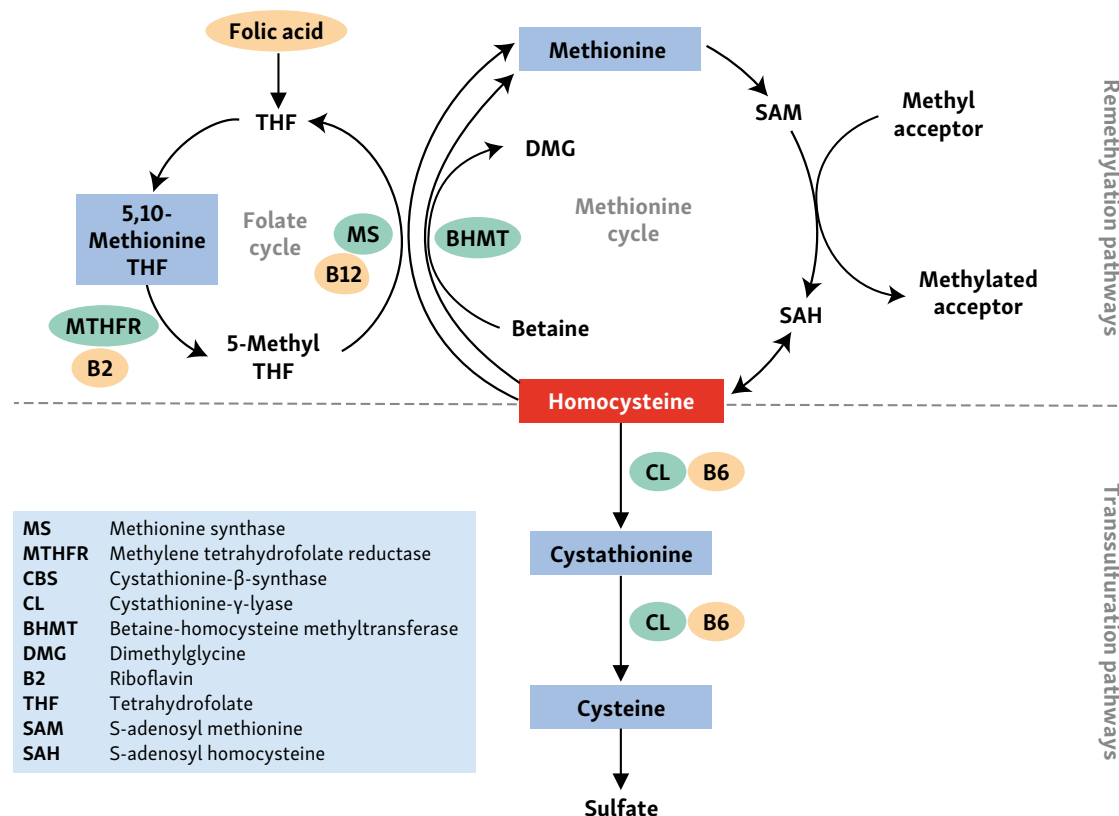 Folic acid
THF
5,10-
Methionine
THF
Folate
cycle
MS
B12
MTHFR
B2
5-Methyl
THF
Methionine
DMG
BHMT
Methionine
cycle
Betaine
SAM
Methyl
acceptor
SAH
Methylated
acceptor
Homocysteine
Remethylation pathways
CL B6
Cystathionine
CL B6
Cysteine
Sulfate
Transsulfuration pathways
MS Methionine synthase
MTHFR Methylene tetrahydrofolate reductase
CBS Cystathionine-β-synthase
CL Cystathionine-γ-lyase
BHMT Betaine-homocysteine methyltransferase
DMG Dimethylglycine
B2 Riboflavin
THF Tetrahydrofolate
SAM S-adenosyl methionine
SAH S-adenosyl homocysteine